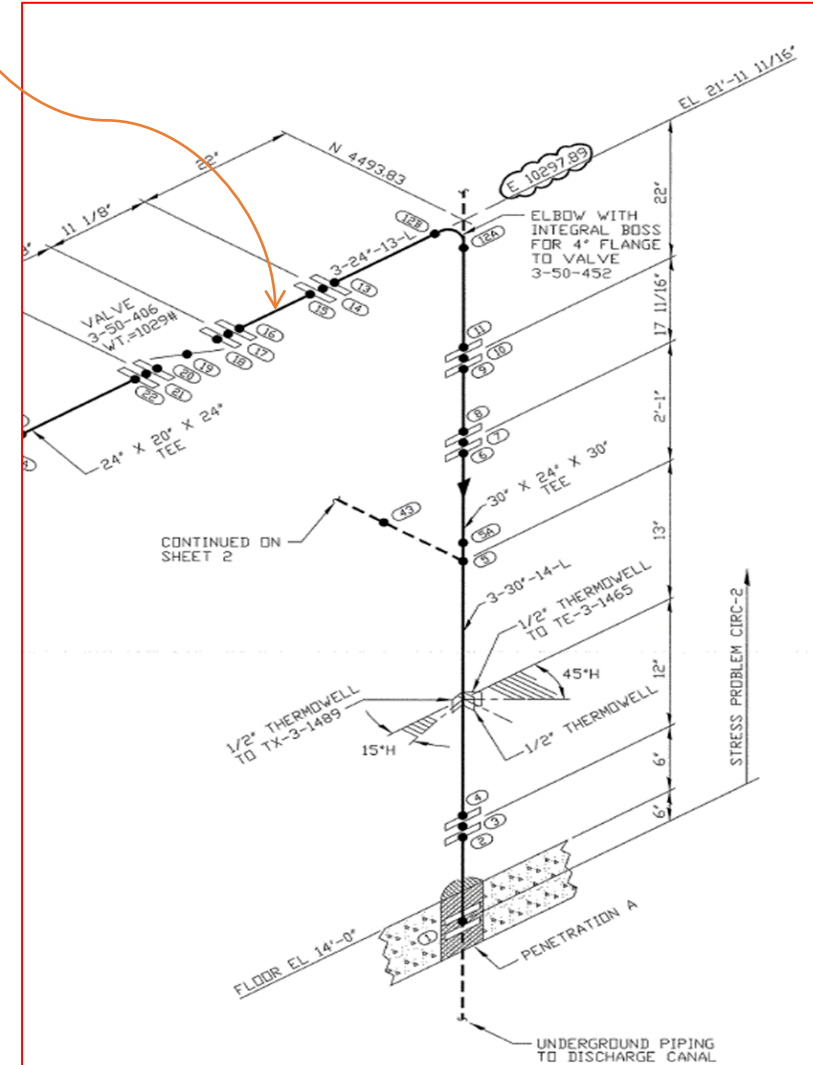 EL 21'-11 11/16"
22"
N 4493.83
E 10297.89
11 1/8"
22"
12B
12A
ELBOW WITH
INTEGRAL BOSS
FOR 4" FLANGE
TO VALVE
3-50-452
3-24"-13-L
13
14
15
16
17
18
19
20
21
22
VALVE
3-50-406
WT.=1029#
17 11/16"
11
10
9
8
7
6
2'-1"
24" X 20" X 24"
TEE
30" X 24" X 30"
TEE
43
CONTINUED ON
SHEET 2
5A
5
13"
3-30"-14-L
1/2" THERMOWELL
TO TE-3-1465
45°H
12"
STRESS PROBLEM CIRC-2
1/2" THERMOWELL
TO TX-3-1489
15°H
1/2" THERMOWELL
6"
4
3
2
6"
1
PENETRATION A
FLOOR EL 14'-0"
UNDERGROUND PIPING
TO DISCHARGE CANAL